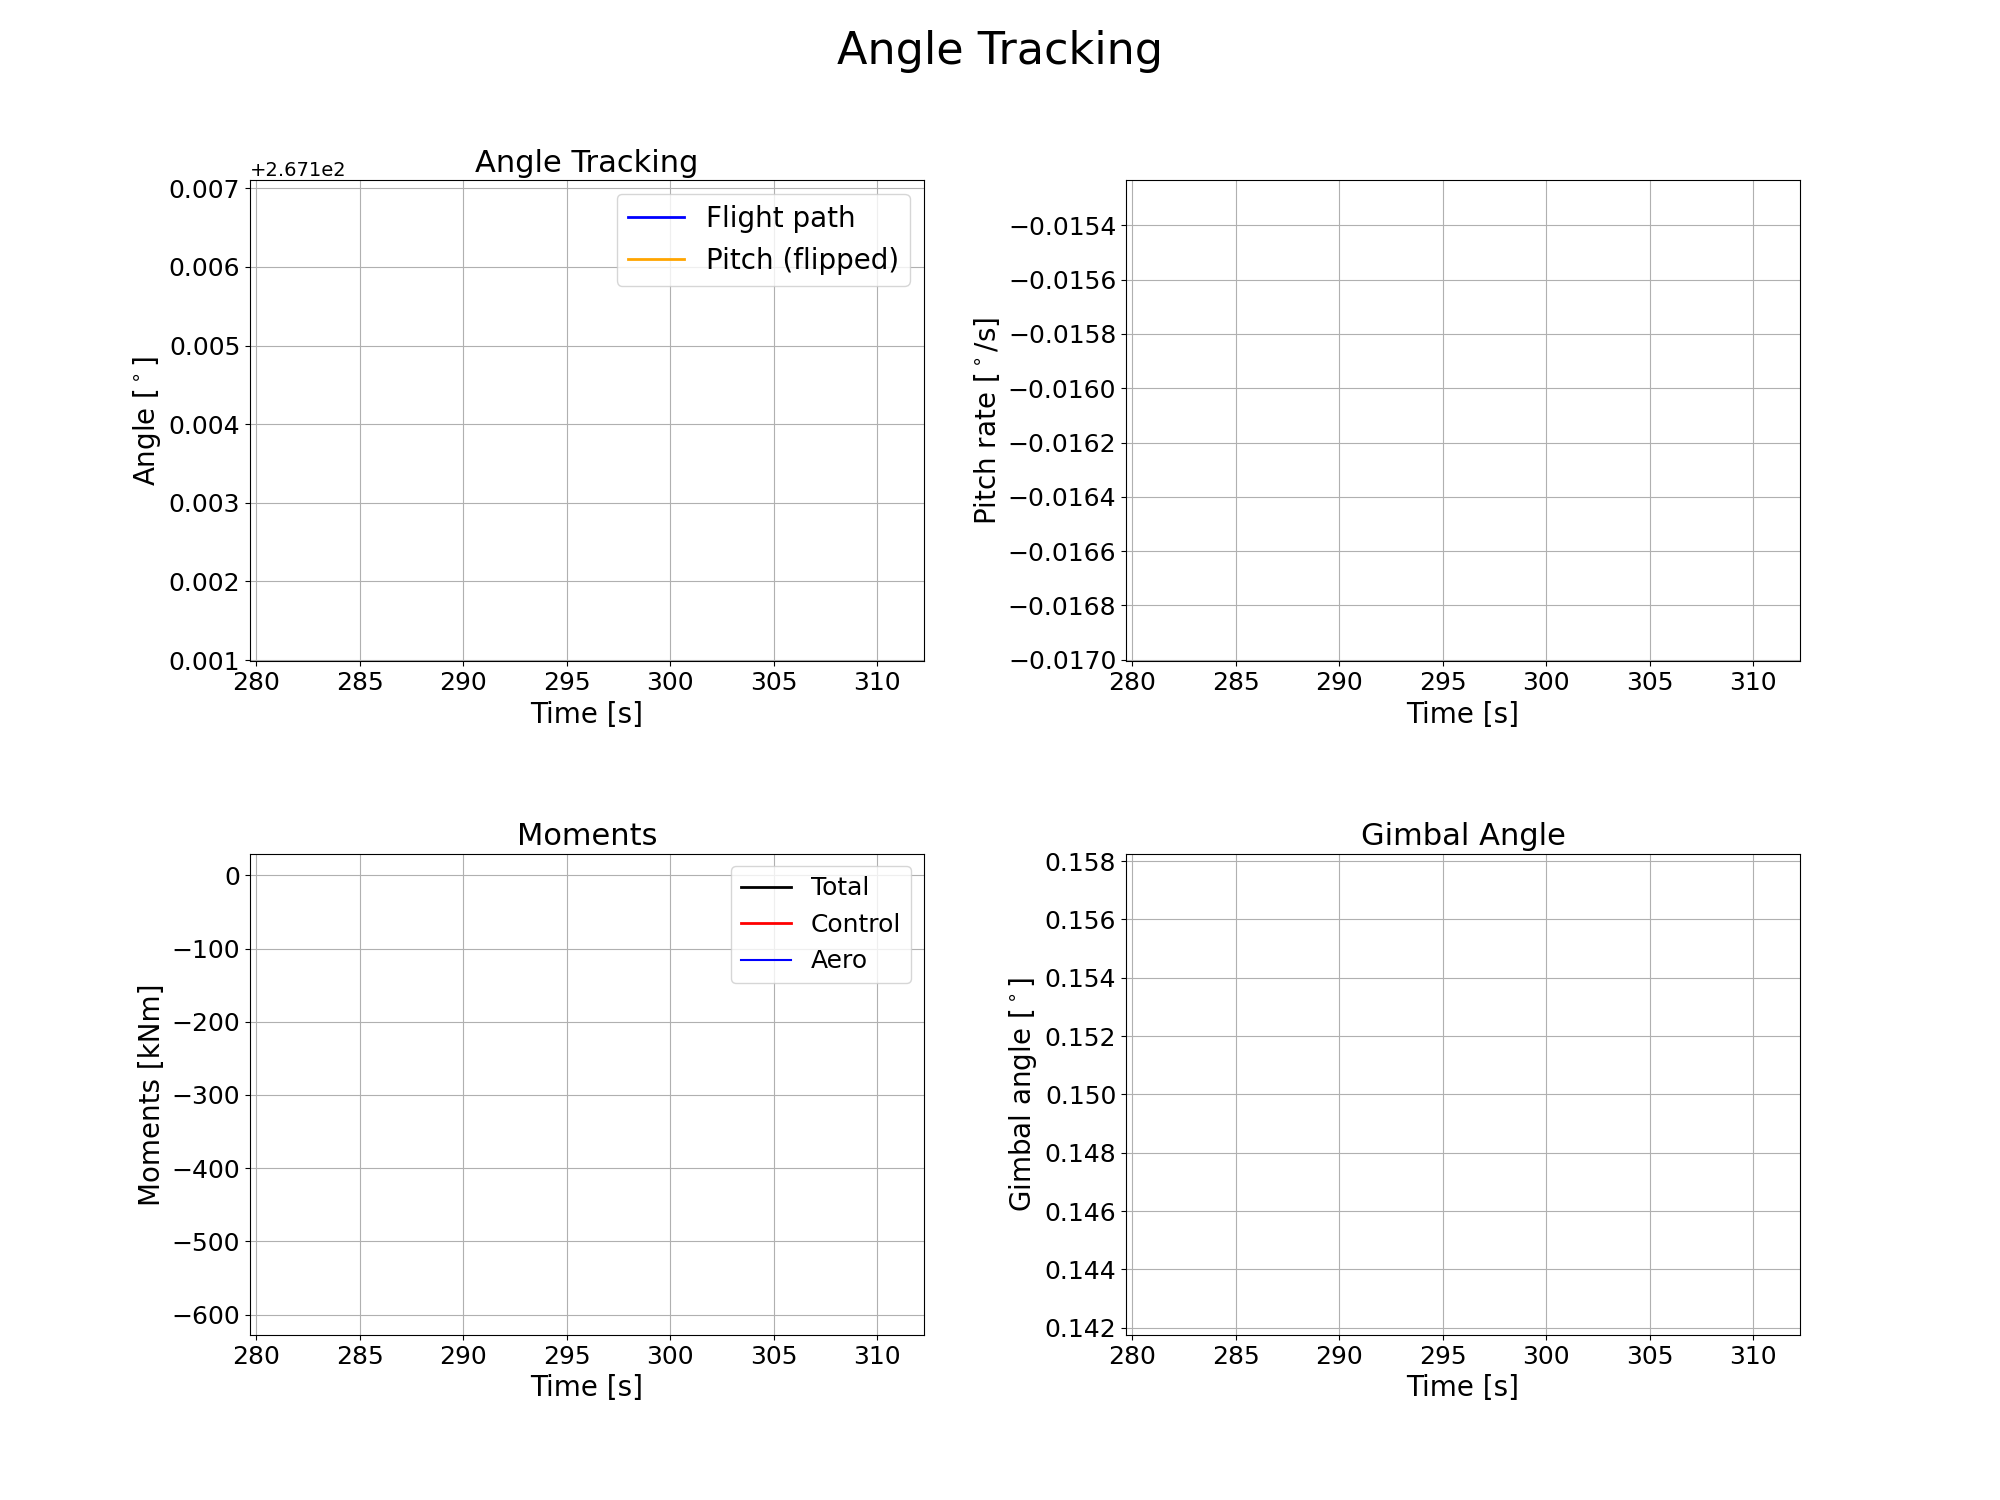 Angle Tracking
Angle Tracking
+2.671e2
0.007
0.006
0.005
0.004
0.003
0.002
0.001
Angle [°]
Flight path
Pitch (flipped)
280 285 290 295 300 305 310
Time [s]
−0.0154
−0.0156
−0.0158
−0.0160
−0.0162
−0.0164
−0.0166
−0.0168
−0.0170
Pitch rate [°/s]
280 285 290 295 300 305 310
Time [s]
Moments
0
−100
−200
−300
−400
−500
−600
Moments [kNm]
Total
Control
Aero
280 285 290 295 300 305 310
Time [s]
Gimbal Angle
0.158
0.156
0.154
0.152
0.150
0.148
0.146
0.144
0.142
Gimbal angle [°]
280 285 290 295 300 305 310
Time [s]